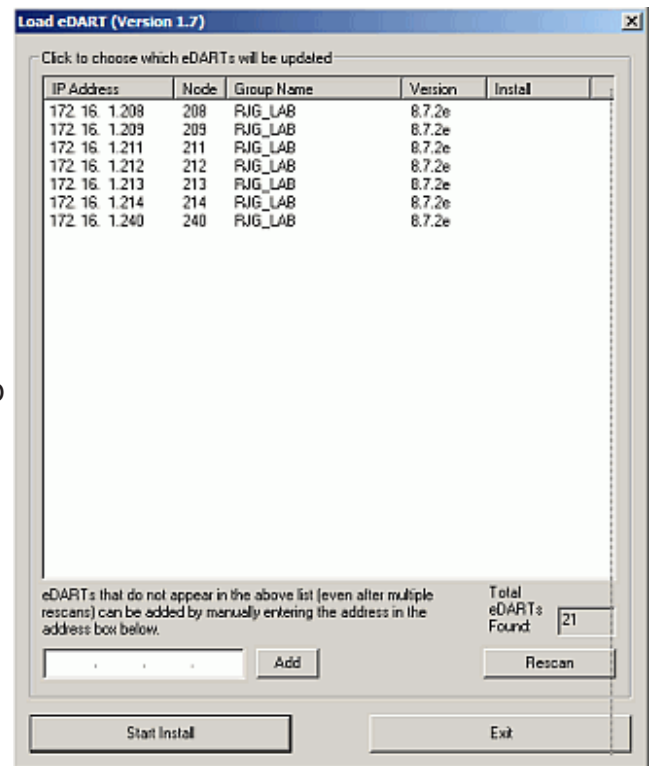 Load eDART (Version 1.7)
Click to choose which eDARTs will be updated
IP Address Node Group Name Version Install
172. 16. 1.208 208 RJG_LAB 8.7.2e
172. 16. 1.209 209 RJG_LAB 8.7.2e
172. 16. 1.211 211 RJG_LAB 8.7.2e
172. 16. 1.212 212 RJG_LAB 8.7.2e
172. 16. 1.213 213 RJG_LAB 8.7.2e
172. 16. 1.214 214 RJG_LAB 8.7.2e
172. 16. 1.240 240 RJG_LAB 8.7.2e
eDARTs that do not appear in the above list (even after multiple
rescans) can be added by manually entering the address in the
address box below.
Total
eDARTs
Found: 21
. . . Add
Rescan
Start Install
Exit